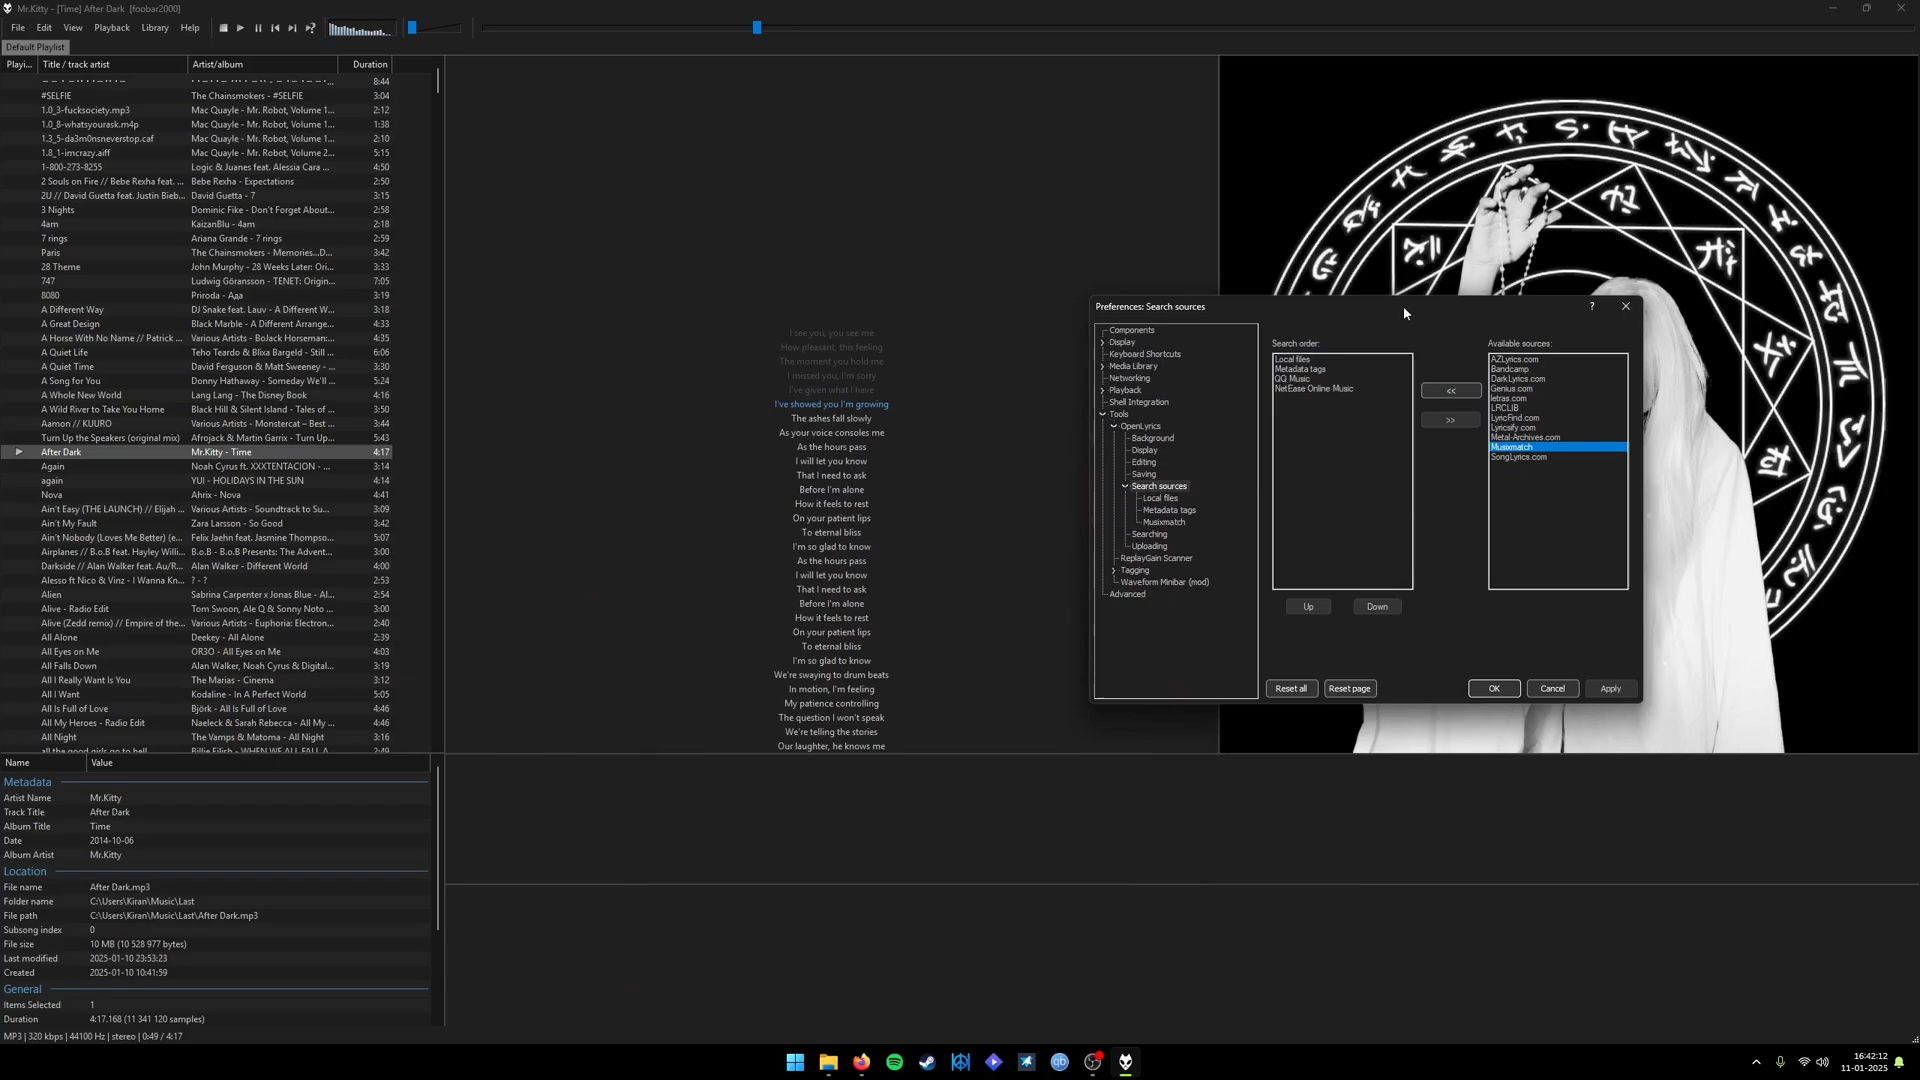 Mr.Kitty - [Time] After Dark [foobar2000]
File Edit View Playback Library Help
Default Playlist
Playi... Title / track artist Artist/album Duration
8:44
#SELFIE The Chainsmokers - #SELFIE 3:04
1.0_3-fucksociety.mp3 Mac Quayle - Mr. Robot, Volume 1... 2:12
1.0_8-whatsyourask.m4p Mac Quayle - Mr. Robot, Volume 1... 1:38
1.3_5-da3m0nsneverstop.caf Mac Quayle - Mr. Robot, Volume 1... 2:10
1.8_1-imcrazy.aiff Mac Quayle - Mr. Robot, Volume 2... 5:15
1-800-273-8255 Logic & Juanes feat. Alessia Cara ... 4:50
2 Souls on Fire // Bebe Rexha feat. ... Bebe Rexha - Expectations 2:50
2U // David Guetta feat. Justin Bieb... David Guetta - 7 3:15
3 Nights Dominic Fike - Don't Forget About... 2:58
4am KaizanBlu - 4am 2:18
7 rings Ariana Grande - 7 rings 2:59
Paris The Chainsmokers - Memories...D... 3:42
28 Theme John Murphy - 28 Weeks Later: Ori... 3:33
747 Ludwig Göransson - TENET: Origin... 7:05
8080 Priroda - Ада 3:19
A Different Way DJ Snake feat. Lauv - A Different W... 3:18
A Great Design Black Marble - A Different Arrange... 4:33
A Horse With No Name // Patrick ... Various Artists - BoJack Horseman:... 4:35
A Quiet Life Teho Teardo & Blixa Bargeld - Still ... 6:06
A Quiet Time David Ferguson & Matt Sweeney - ... 3:30
A Song for You Donny Hathaway - Someday We'll ... 5:24
A Whole New World Lang Lang - The Disney Book 4:16
A Wild River to Take You Home Black Hill & Silent Island - Tales of ... 3:50
Aamon // KUURO Various Artists - Monstercat – Best ... 3:44
Turn Up the Speakers (original mix) Afrojack & Martin Garrix - Turn Up... 5:43
After Dark Mr.Kitty - Time 4:17
Again Noah Cyrus ft. XXXTENTACION - ... 3:14
again YUI - HOLIDAYS IN THE SUN 4:14
Nova Ahrix - Nova 4:41
Ain't Easy (THE LAUNCH) // Elijah ... Various Artists - Soundtrack to Su... 3:09
Ain't My Fault Zara Larsson - So Good 3:42
Ain't Nobody (Loves Me Better) (e... Felix Jaehn feat. Jasmine Thompso... 5:07
Airplanes // B.o.B feat. Hayley Willi... B.o.B - B.o.B Presents: The Advent... 3:00
Darkside // Alan Walker feat. Au/R... Alan Walker - Different World 4:00
Alesso ft Nico & Vinz - I Wanna Kn... ? - ? 2:53
Alien Sabrina Carpenter x Jonas Blue - Al... 2:54
Alive - Radio Edit Tom Swoon, Ale Q & Sonny Noto ... 3:00
Alive (Zedd remix) // Empire of the... Various Artists - Euphoria: Electron... 2:40
All Alone Deekey - All Alone 2:39
All Eyes on Me OR3O - All Eyes on Me 4:03
All Falls Down Alan Walker, Noah Cyrus & Digital... 3:19
All I Really Want Is You The Marias - Cinema 3:12
All I Want Kodaline - In A Perfect World 5:05
All Is Full of Love Björk - All Is Full of Love 4:46
All My Heroes - Radio Edit Naeleck & Sarah Rebecca - All My ... 4:46
All Night The Vamps & Matoma - All Night 3:17
all the good girls go to hell Billie Eilish - WHEN WE ALL FALL A... 2:49
I see you, you see me
How pleasant, this feeling
The moment you hold me
I missed you, I'm sorry
I've given what I have
I've showed you I'm growing
The ashes fall slowly
As your voice consoles me
As the hours pass
I will let you know
That I need to ask
Before I'm alone
How it feels to rest
On your patient lips
To eternal bliss
I'm so glad to know
As the hours pass
I will let you know
That I need to ask
Before I'm alone
How it feels to rest
On your patient lips
To eternal bliss
I'm so glad to know
We're swaying to drum beats
In motion, I'm feeling
My patience controlling
The question I won't speak
We're telling the stories
Our laughter, he knows me
Preferences: Search sources
Components
Display
Keyboard Shortcuts
Media Library
Networking
Playback
Shell Integration
Tools
OpenLyrics
Background
Display
Editing
Saving
Search sources
Local files
Metadata tags
Musixmatch
Searching
Uploading
ReplayGain Scanner
Tagging
Waveform Minibar (mod)
Advanced
Search order:
Local files
Metadata tags
QQ Music
NetEase Online Music
<<
>>
Available sources:
AZLyrics.com
Bandcamp
DarkLyrics.com
Genius.com
letras.com
LRCLIB
LyricFind.com
Lyricsify.com
Metal-Archives.com
Musixmatch
SongLyrics.com
Up Down
Reset all Reset page OK Cancel Apply
Name Value
Metadata
Artist Name Mr.Kitty
Track Title After Dark
Album Title Time
Date 2014-10-06
Album Artist Mr.Kitty
Location
File name After Dark.mp3
Folder name C:\Users\Kiran\Music\Last
File path C:\Users\Kiran\Music\Last\After Dark.mp3
Subsong index 0
File size 10 MB (10 528 977 bytes)
Last modified 2025-01-10 23:53:23
Created 2025-01-10 10:41:59
General
Items Selected 1
Duration 4:17.168 (11 341 120 samples)
MP3 | 320 kbps | 44100 Hz | stereo | 0:49 / 4:17
16:42:12
11-01-2025